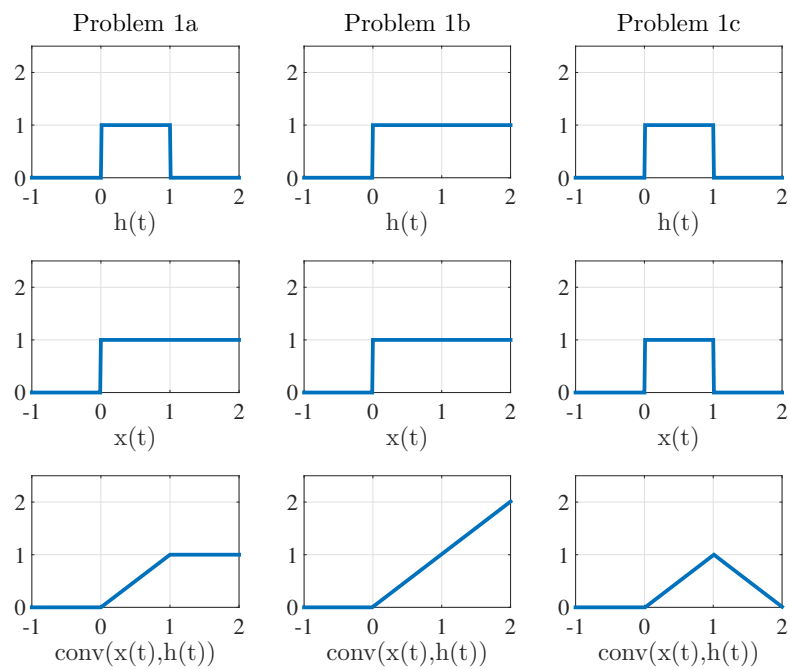 Problem 1a Problem 1b Problem 1c
2 2 2
1 1 1
0 0 0
-1 0 1 2 -1 0 1 2 -1 0 1 2
h(t) h(t) h(t)
2 2 2
1 1 1
0 0 0
-1 0 1 2 -1 0 1 2 -1 0 1 2
x(t) x(t) x(t)
2 2 2
1 1 1
0 0 0
-1 0 1 2 -1 0 1 2 -1 0 1 2
conv(x(t),h(t)) conv(x(t),h(t)) conv(x(t),h(t))